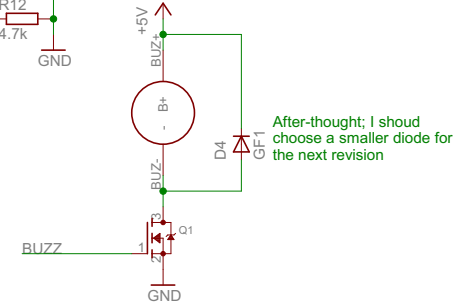 R12
4.7k
GND
+5V
BUZ+
B+
-
BUZ-
D4
GF1
After-thought; I shoud
choose a smaller diode for
the next revision
3
Q1
1
2
BUZZ
GND